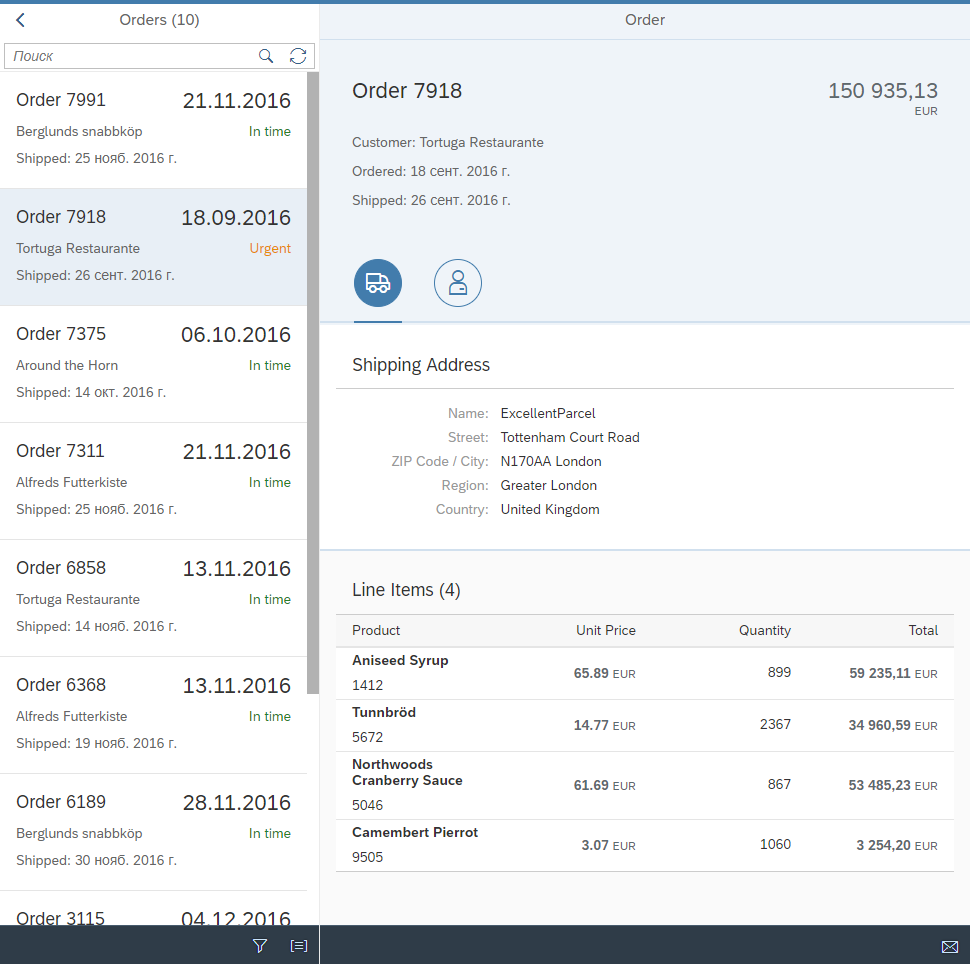 Orders (10)
Поиск
Order 7991 21.11.2016
Berglunds snabbköp In time
Shipped: 25 нояб. 2016 г.
Order 7918 18.09.2016
Tortuga Restaurante Urgent
Shipped: 26 сент. 2016 г.
Order 7375 06.10.2016
Around the Horn In time
Shipped: 14 окт. 2016 г.
Order 7311 21.11.2016
Alfreds Futterkiste In time
Shipped: 25 нояб. 2016 г.
Order 6858 13.11.2016
Tortuga Restaurante In time
Shipped: 14 нояб. 2016 г.
Order 6368 13.11.2016
Alfreds Futterkiste In time
Shipped: 19 нояб. 2016 г.
Order 6189 28.11.2016
Berglunds snabbköp In time
Shipped: 30 нояб. 2016 г.
Order 3115 04.12.2016
Order
Order 7918 150 935,13
EUR
Customer: Tortuga Restaurante
Ordered: 18 сент. 2016 г.
Shipped: 26 сент. 2016 г.
Shipping Address
Name: ExcellentParcel
Street: Tottenham Court Road
ZIP Code / City: N170AA London
Region: Greater London
Country: United Kingdom
Line Items (4)
Product Unit Price Quantity Total
Aniseed Syrup
1412 65.89 EUR 899 59 235,11 EUR
Tunnbröd
5672 14.77 EUR 2367 34 960,59 EUR
Northwoods
Cranberry Sauce
5046 61.69 EUR 867 53 485,23 EUR
Camembert Pierrot
9505 3.07 EUR 1060 3 254,20 EUR